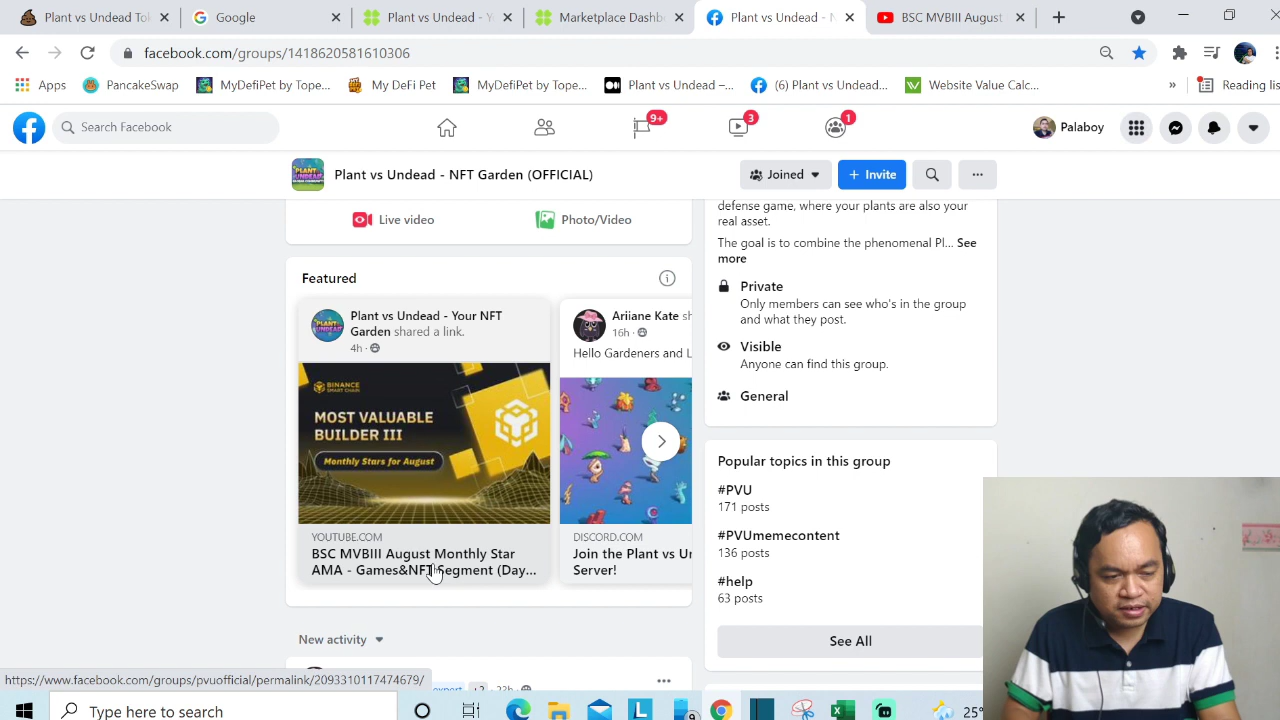 Plant vs Undead Tok
Google
Plant vs Undead - Y
Marketplace Dashb
Plant vs Undead - N
BSC MVBIII August
facebook.com/groups/1418620581610306
Apps
PancakeSwap
MyDefiPet by Tope...
My DeFi Pet
MyDefiPet by Tope...
Plant vs Undead –...
(6) Plant vs Undead...
Website Value Calc...
»
Reading list
Search Facebook
9+
3
1
Palaboy
Plant vs Undead - NFT Garden (OFFICIAL)
Joined
+ Invite
Live video
Photo/Video
Featured
Plant vs Undead - Your NFT
Garden shared a link.
4h ·
BINANCE
SMART CHAIN
MOST VALUABLE
BUILDER III
Monthly Stars for August
YOUTUBE.COM
BSC MVBIII August Monthly Star
AMA - Games&NFT Segment (Day...
Ariiane Kate sh
16h ·
Hello Gardeners and L
DISCORD.COM
Join the Plant vs Un
Server!
New activity
expert +2 23h ·
defense game, where your plants are also your
real asset.
The goal is to combine the phenomenal Pl... See
more
Private
Only members can see who's in the group
and what they post.
Visible
Anyone can find this group.
General
Popular topics in this group
#PVU
171 posts
#PVUmemecontent
136 posts
#help
63 posts
See All
https://www.facebook.com/groups/pvuofficial/permalink/2093310117474679/
Type here to search
25°